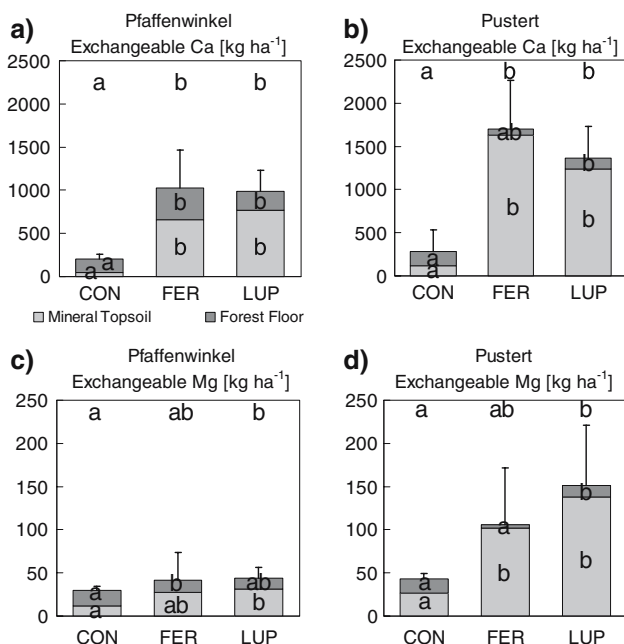 a)
Pfaffenwinkel
Exchangeable Ca [kg ha⁻¹]
2500
2000
1500
1000
500
0
a b b
b b
a a b b
CON FER LUP
b)
Pustert
Exchangeable Ca [kg ha⁻¹]
2500
2000
1500
1000
500
0
a b b
ab b
a b b
a
CON FER LUP
Mineral Topsoil Forest Floor
c)
Pfaffenwinkel
Exchangeable Mg [kg ha⁻¹]
250
200
150
100
50
0
a ab b
a b ab
a ab b
CON FER LUP
d)
Pustert
Exchangeable Mg [kg ha⁻¹]
250
200
150
100
50
0
a ab b
a a b
a b b
CON FER LUP